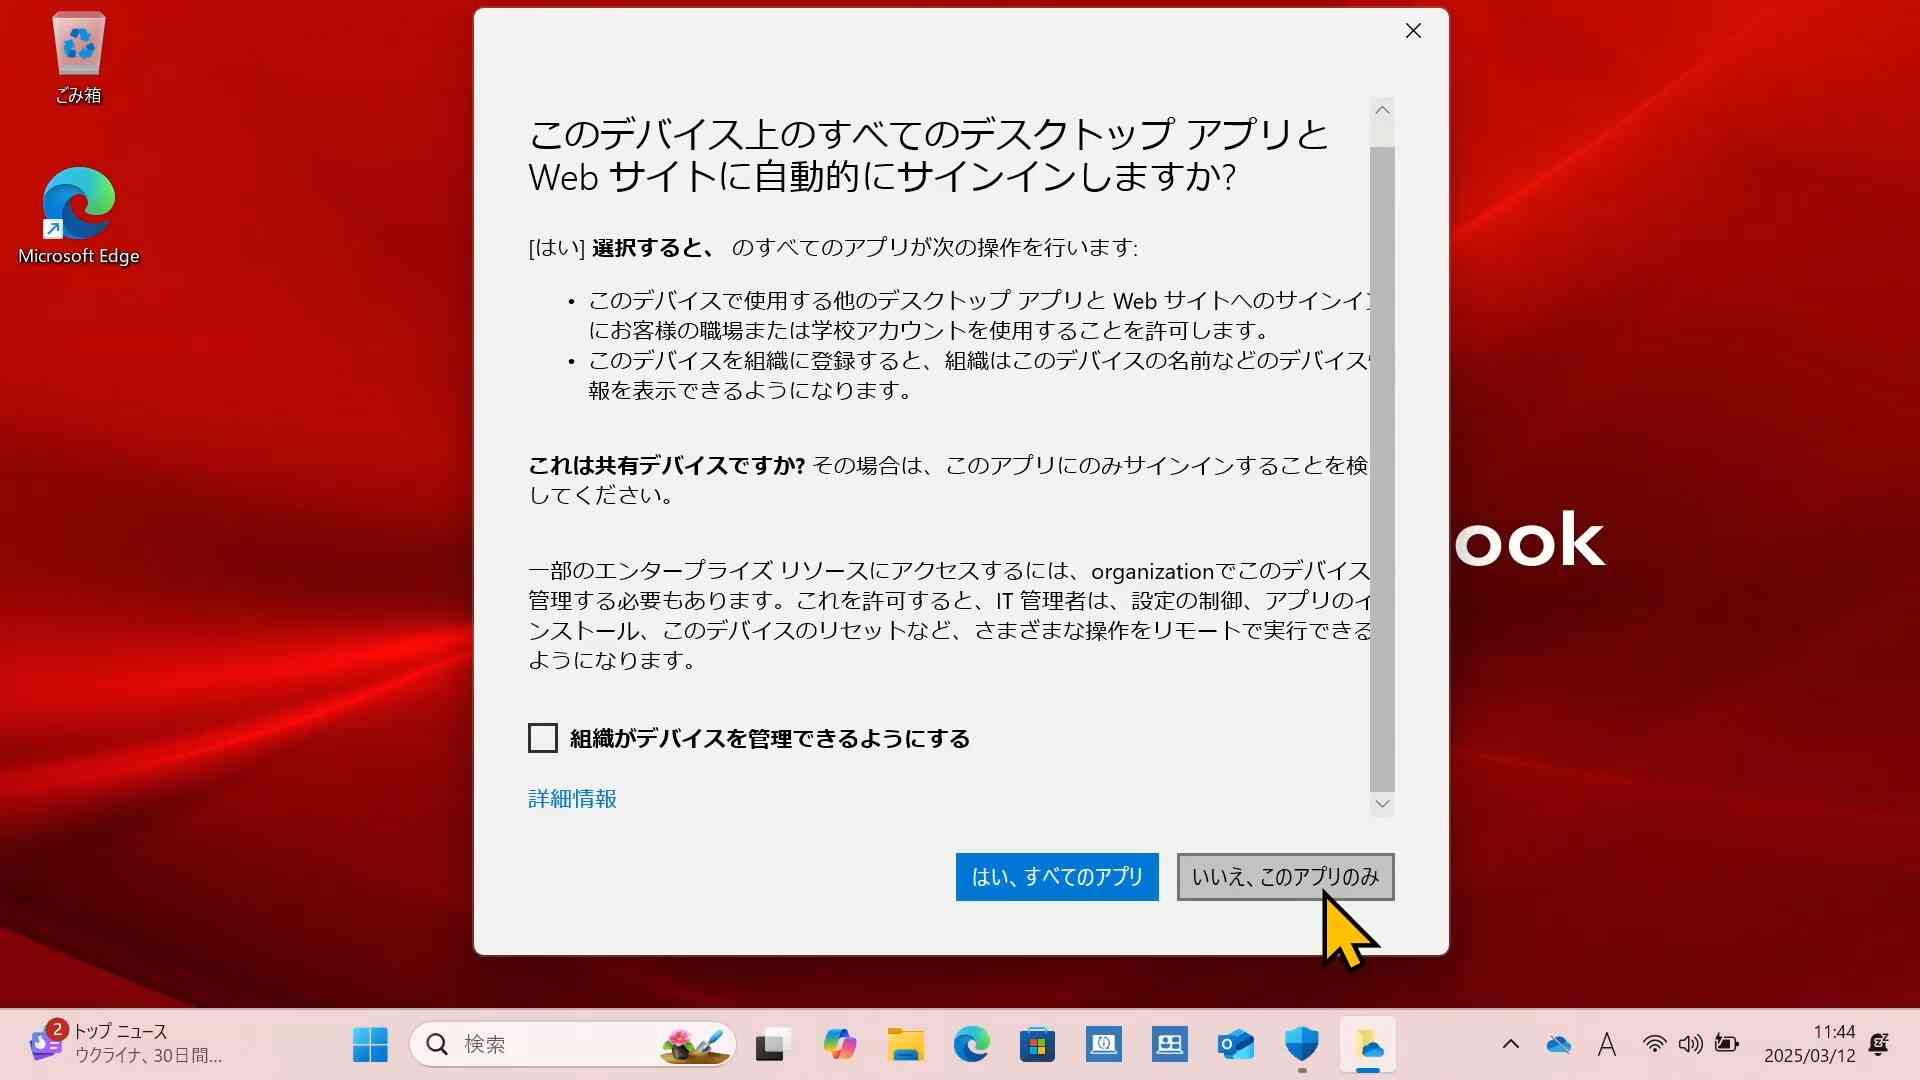 ごみ箱
Microsoft Edge
このデバイス上のすべてのデスクトップ アプリと
Web サイトに自動的にサインインしますか?
[はい] 選択すると、 のすべてのアプリが次の操作を行います:
• このデバイスで使用する他のデスクトップ アプリと Web サイトへのサインイン
にお客様の職場または学校アカウントを使用することを許可します。
• このデバイスを組織に登録すると、組織はこのデバイスの名前などのデバイス
報を表示できるようになります。
これは共有デバイスですか? その場合は、このアプリにのみサインインすることを検
してください。
一部のエンタープライズ リソースにアクセスするには、organizationでこのデバイス
管理する必要もあります。これを許可すると、IT 管理者は、設定の制御、アプリのイ
ンストール、このデバイスのリセットなど、さまざまな操作をリモートで実行できる
ようになります。
組織がデバイスを管理できるようにする
詳細情報
はい、すべてのアプリ
いいえ、このアプリのみ
ook
2
トップ ニュース
ウクライナ、30日間...
検索
A
11:44
2025/03/12